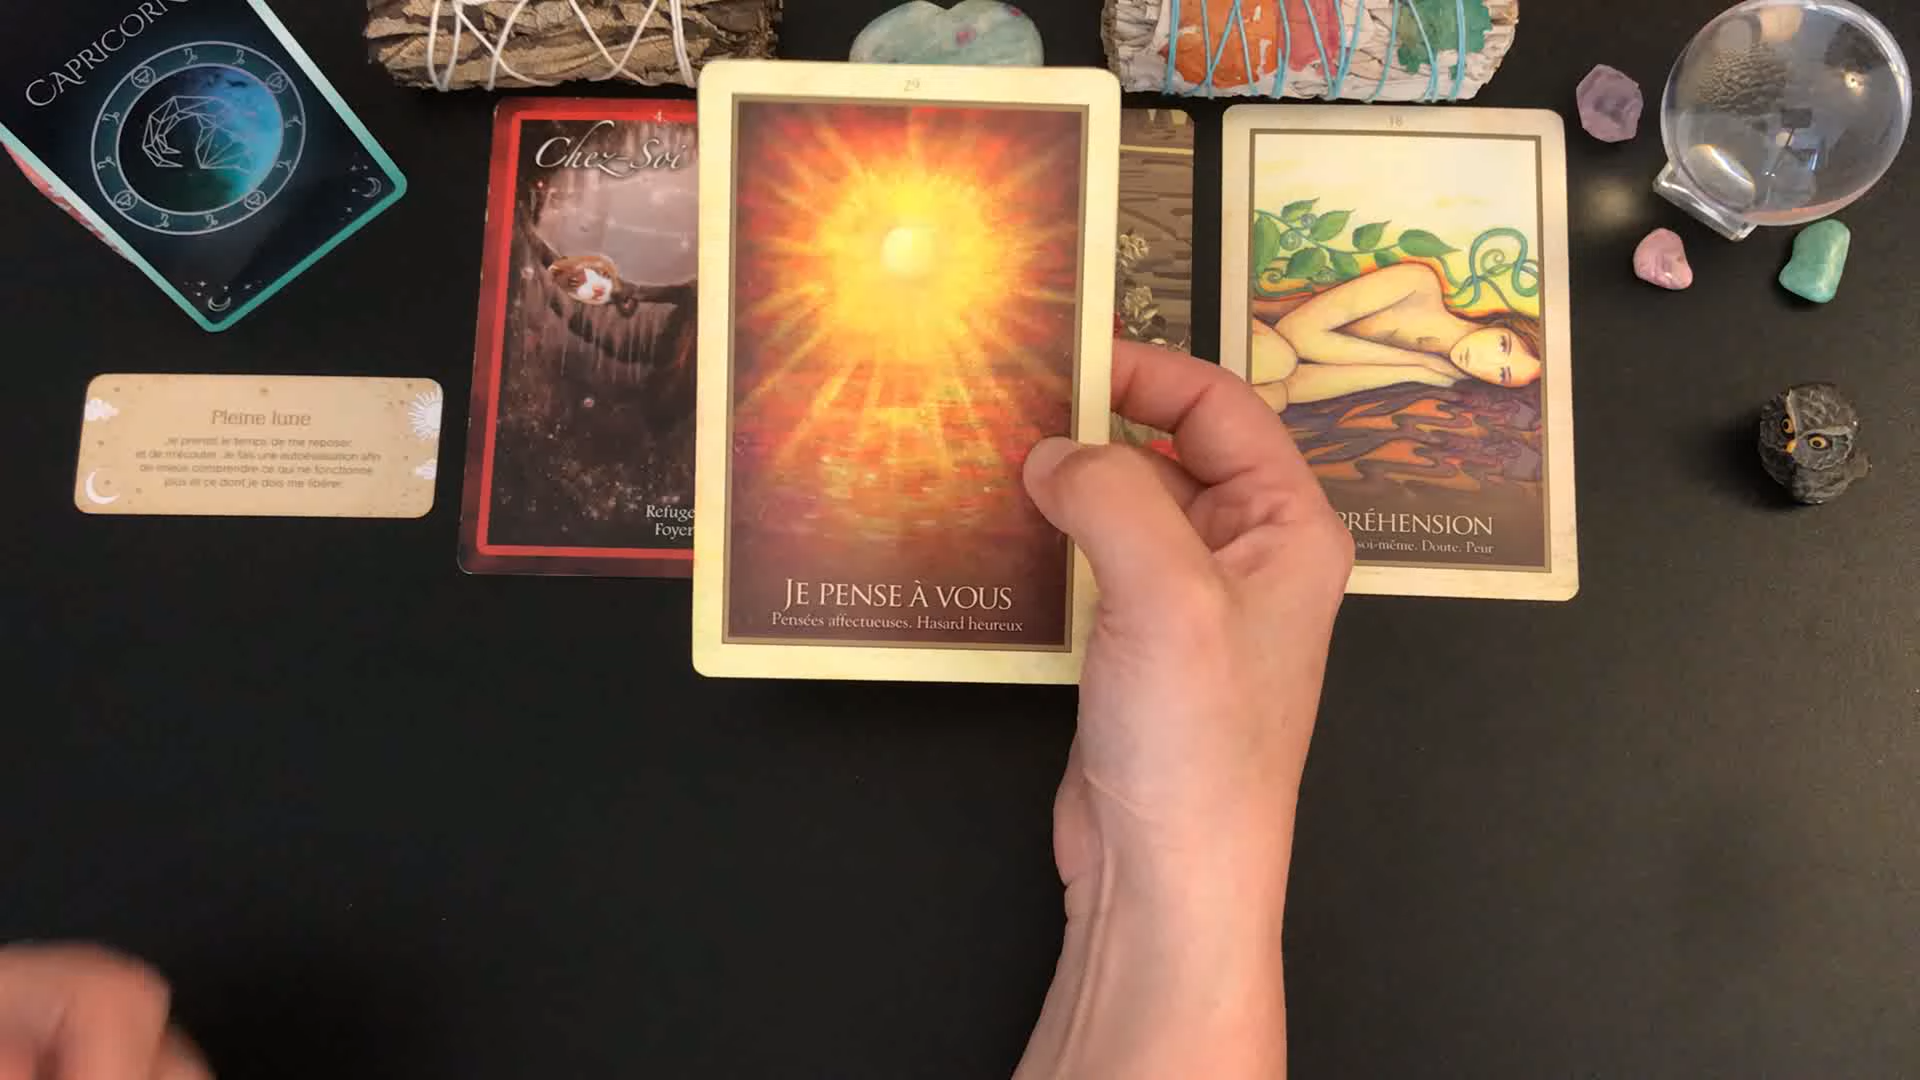 CAPRICORN
Pleine lune
Je prends le temps de me reposer
et de m'écouter. Je fais une autoévaluation afin
de mieux comprendre ce qui ne fonctionne
plus et ce dont je dois me libérer.
4
Chez-Soi
Refuge
Foyer
29
JE PENSE À VOUS
Pensées affectueuses. Hasard heureux
18
PRÉHENSION
soi-même. Doute. Peur